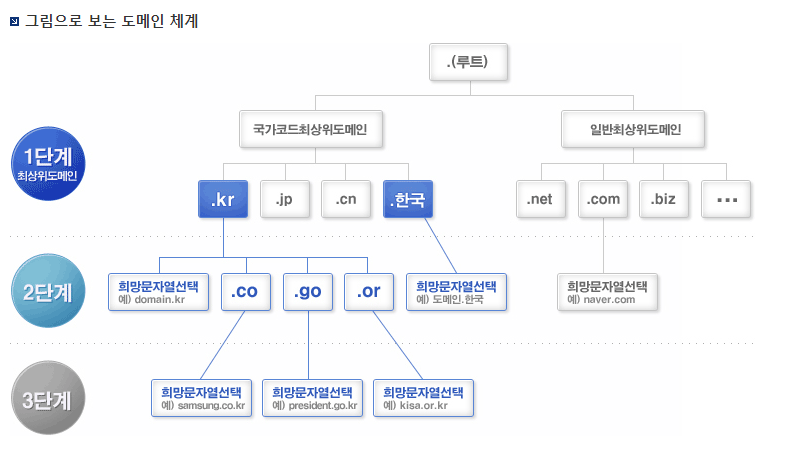 그림으로 보는 도메인 체계
.(루트)
국가코드최상위도메인
일반최상위도메인
1단계
최상위도메인
.kr
.jp
.cn
.한국
.net
.com
.biz
...
2단계
희망문자열선택
예) domain.kr
.co
.go
.or
희망문자열선택
예) 도메인.한국
희망문자열선택
예) naver.com
3단계
희망문자열선택
예) samsung.co.kr
희망문자열선택
예) president.go.kr
희망문자열선택
예) kisa.or.kr